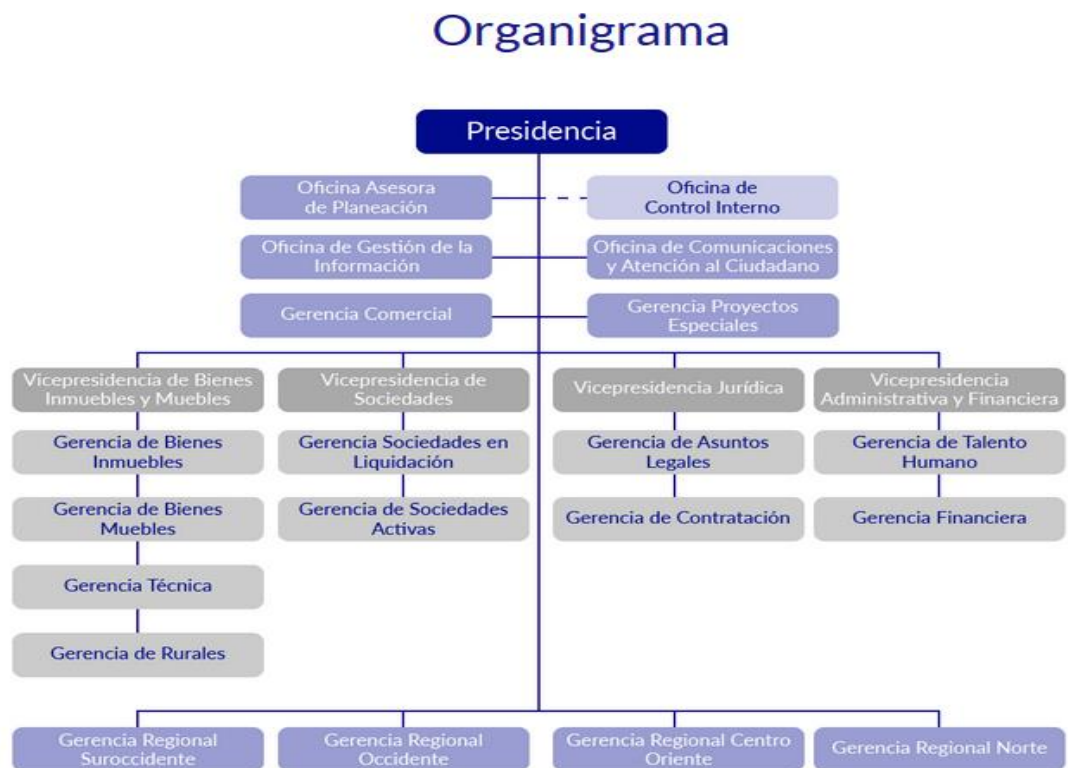 Organigrama
Presidencia
Oficina Asesora
de Planeación
Oficina de
Control Interno
Oficina de Gestión de la
Información
Oficina de Comunicaciones
y Atención al Ciudadano
Gerencia Comercial
Gerencia Proyectos
Especiales
Vicepresidencia de Bienes
Inmuebles y Muebles
Vicepresidencia de
Sociedades
Vicepresidencia Jurídica
Vicepresidencia
Administrativa y Financiera
Gerencia de Bienes
Inmuebles
Gerencia Sociedades en
Liquidación
Gerencia de Asuntos
Legales
Gerencia de Talento
Humano
Gerencia de Bienes
Muebles
Gerencia de Sociedades
Activas
Gerencia de Contratación
Gerencia Financiera
Gerencia Técnica
Gerencia de Rurales
Gerencia Regional
Suroccidente
Gerencia Regional
Occidente
Gerencia Regional Centro
Oriente
Gerencia Regional Norte